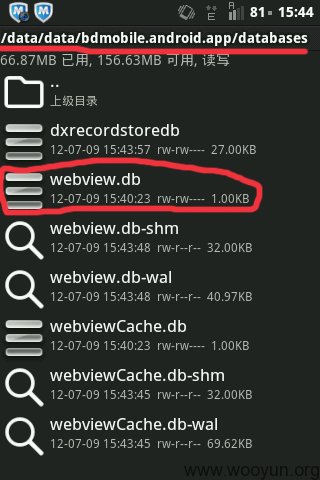 81 15:44
/data/data/bdmobile.android.app/databases
66.87MB 已用, 156.63MB 可用, 读写
..
上级目录
dxrecordstoredb
12-07-09 15:43:57 rw-rw---- 27.00KB
webview.db
12-07-09 15:40:23 rw-rw---- 1.00KB
webview.db-shm
12-07-09 15:43:48 rw-r--r-- 32.00KB
webview.db-wal
12-07-09 15:43:48 rw-r--r-- 40.97KB
webviewCache.db
12-07-09 15:40:23 rw-rw---- 1.00KB
webviewCache.db-shm
12-07-09 15:43:45 rw-r--r-- 32.00KB
webviewCache.db-wal
12-07-09 15:43:45 rw-r--r-- 69.62KB
www.wooyun.org